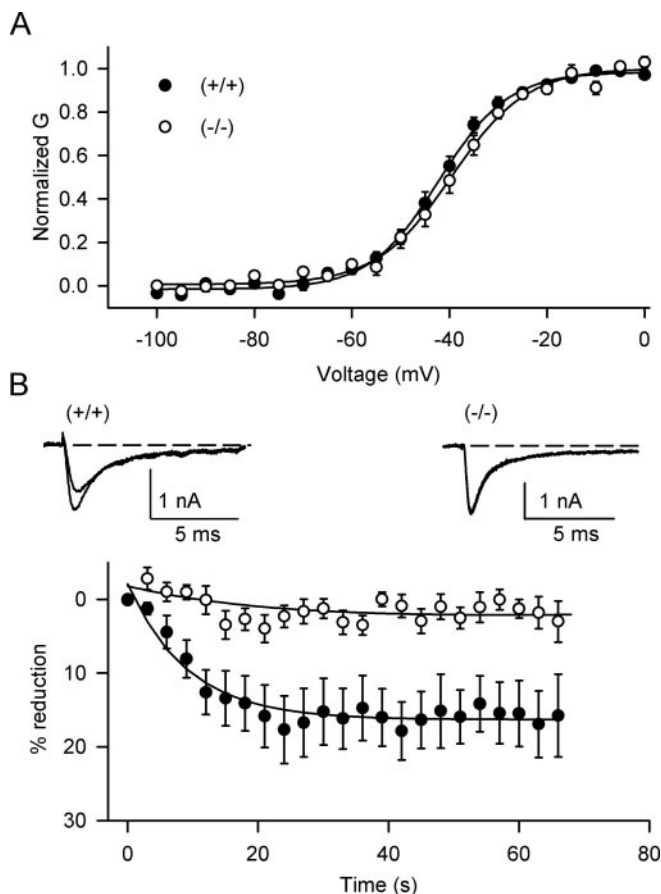 A
1.0
0.8
0.6
0.4
0.2
0.0
Normalized G
(+/+)
(-/-)
-100 -80 -60 -40 -20 0
Voltage (mV)
B
(+/+) (-/-)
1 nA 1 nA
5 ms 5 ms
0
10
20
30
% reduction
0 20 40 60 80
Time (s)